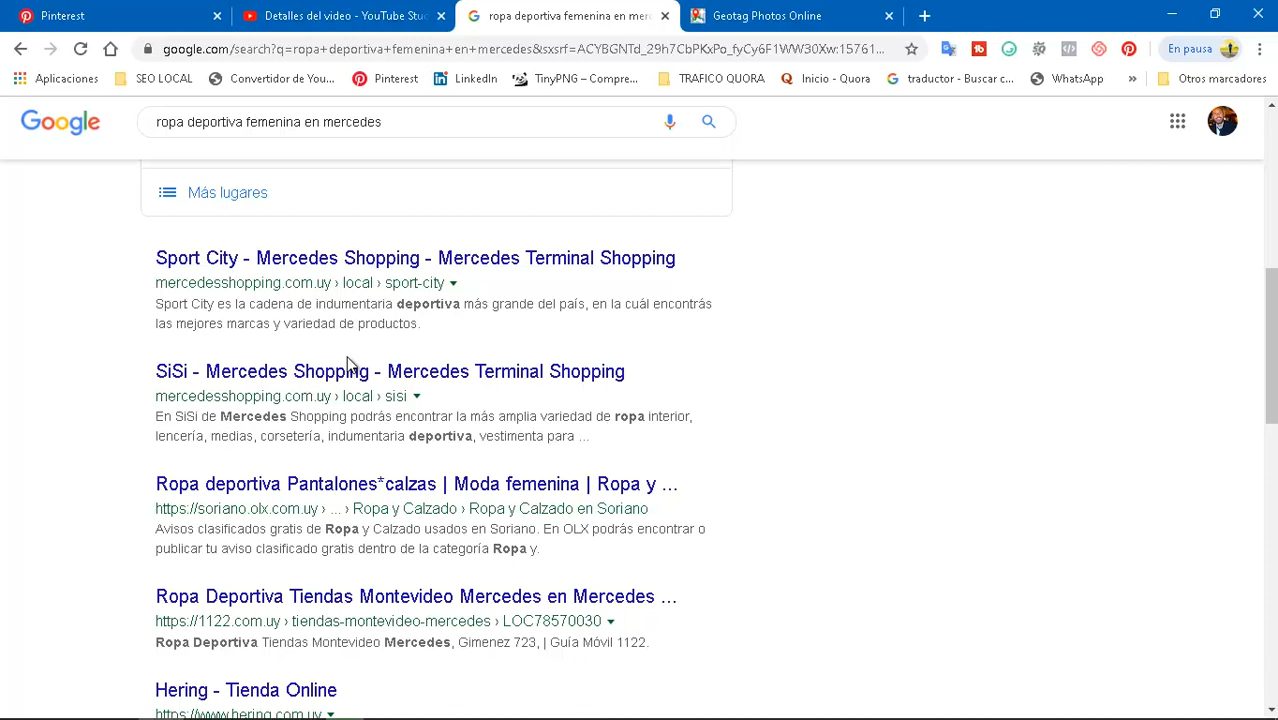 Pinterest
Detalles del video - YouTube Stu
ropa deportiva femenina en merc
Geotag Photos Online
google.com/search?q=ropa+deportiva+femenina+en+mercedes&sxsrf=ACYBGNTd_29h7CbPKxPo_fyCy6F1WW30Xw:15761...
En pausa
Aplicaciones
SEO LOCAL
Convertidor de You...
Pinterest
LinkedIn
TinyPNG – Compre...
TRAFICO QUORA
Inicio - Quora
traductor - Buscar c...
WhatsApp
»
Otros marcadores
Google
ropa deportiva femenina en mercedes
Más lugares
Sport City - Mercedes Shopping - Mercedes Terminal Shopping
mercedesshopping.com.uy › local › sport-city
Sport City es la cadena de indumentaria deportiva más grande del país, en la cuál encontrás
las mejores marcas y variedad de productos.
SiSi - Mercedes Shopping - Mercedes Terminal Shopping
mercedesshopping.com.uy › local › sisi
En SiSi de Mercedes Shopping podrás encontrar la más amplia variedad de ropa interior,
lencería, medias, corsetería, indumentaria deportiva, vestimenta para ...
Ropa deportiva Pantalones*calzas | Moda femenina | Ropa y ...
https://soriano.olx.com.uy › ... › Ropa y Calzado › Ropa y Calzado en Soriano
Avisos clasificados gratis de Ropa y Calzado usados en Soriano. En OLX podrás encontrar o
publicar tu aviso clasificado gratis dentro de la categoría Ropa y.
Ropa Deportiva Tiendas Montevideo Mercedes en Mercedes ...
https://1122.com.uy › tiendas-montevideo-mercedes › LOC78570030
Ropa Deportiva Tiendas Montevideo Mercedes, Gimenez 723, | Guía Móvil 1122.
Hering - Tienda Online
https://www.hering.com.uy